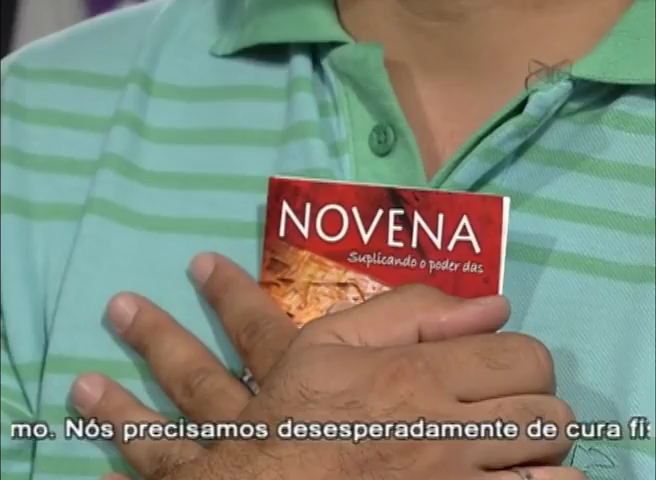 NOVENA
Suplicando o poder das
mo. Nós precisamos desesperadamente de cura fís